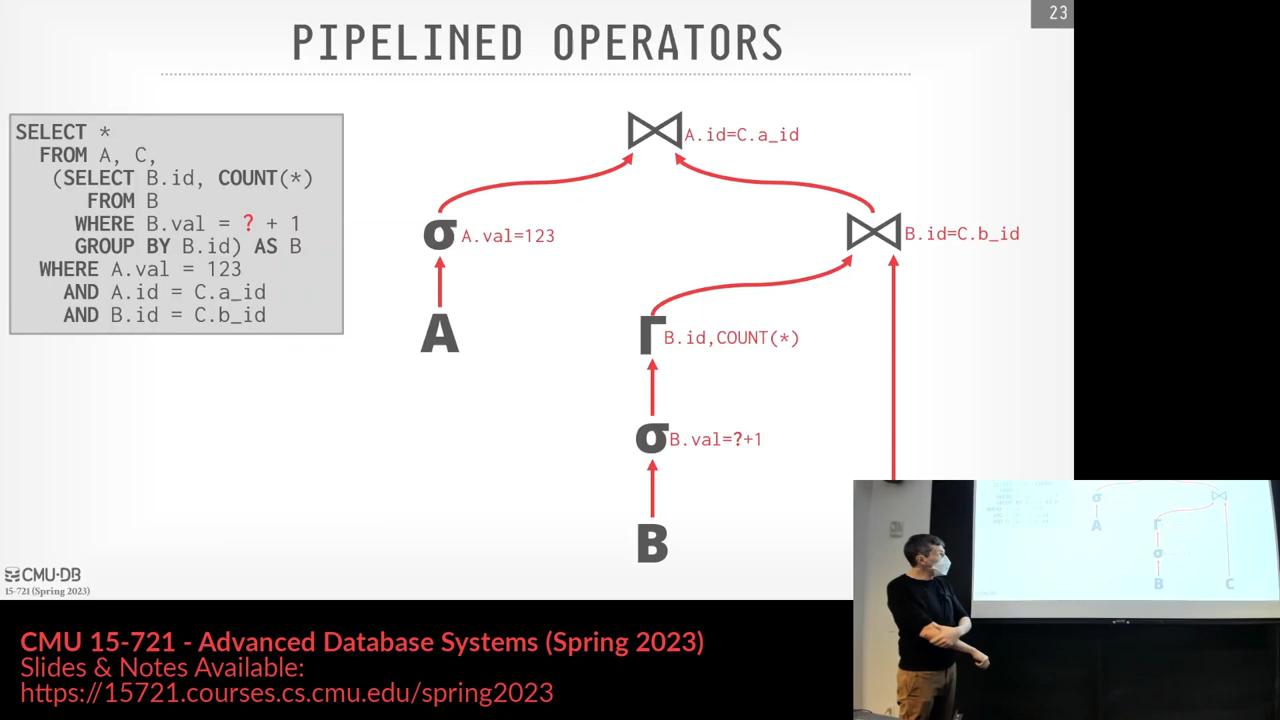 23
PIPELINED OPERATORS
SELECT *
FROM A, C,
(SELECT B.id, COUNT(*)
FROM B
WHERE B.val = ? + 1
GROUP BY B.id) AS B
WHERE A.val = 123
AND A.id = C.a_id
AND B.id = C.b_id
⋈ A.id=C.a_id
σ A.val=123
⋈ B.id=C.b_id
A
Γ B.id,COUNT(*)
σ B.val=?+1
B
σ
⋈
A
Γ
σ
B
C
CMU·DB
15-721 (Spring 2023)
CMU 15-721 - Advanced Database Systems (Spring 2023)
Slides & Notes Available:
https://15721.courses.cs.cmu.edu/spring2023